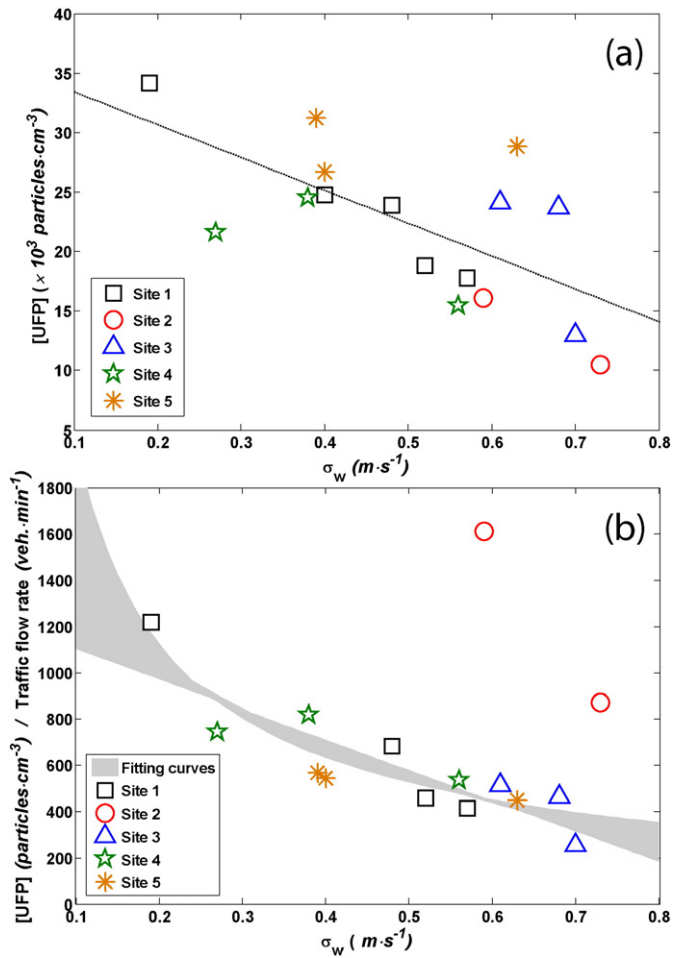 40
35
30
25
20
15
10
5
[UFP] (× 10³ particles·cm⁻³)
(a)
Site 1
Site 2
Site 3
Site 4
Site 5
0.1 0.2 0.3 0.4 0.5 0.6 0.7 0.8
σw (m·s⁻¹)
1800
1600
1400
1200
1000
800
600
400
200
0
[UFP] (particles·cm⁻³) / Traffic flow rate (veh.·min⁻¹)
(b)
Fitting curves
Site 1
Site 2
Site 3
Site 4
Site 5
0.1 0.2 0.3 0.4 0.5 0.6 0.7 0.8
σw ( m·s⁻¹)